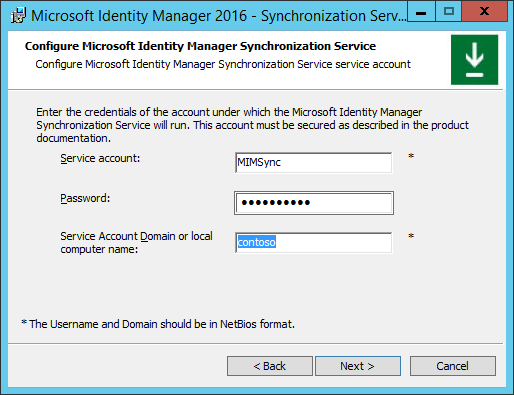 Microsoft Identity Manager 2016 - Synchronization Serv...
Configure Microsoft Identity Manager Synchronization Service
Configure Microsoft Identity Manager Synchronization Service service account
Enter the credentials of the account under which the Microsoft Identity Manager
Synchronization Service will run. This account must be secured as described in the product
documentation.
Service account:
MIMSync
*
Password:
●●●●●●●●●●
Service Account Domain or local
computer name:
contoso
*
* The Username and Domain should be in NetBios format.
< Back
Next >
Cancel